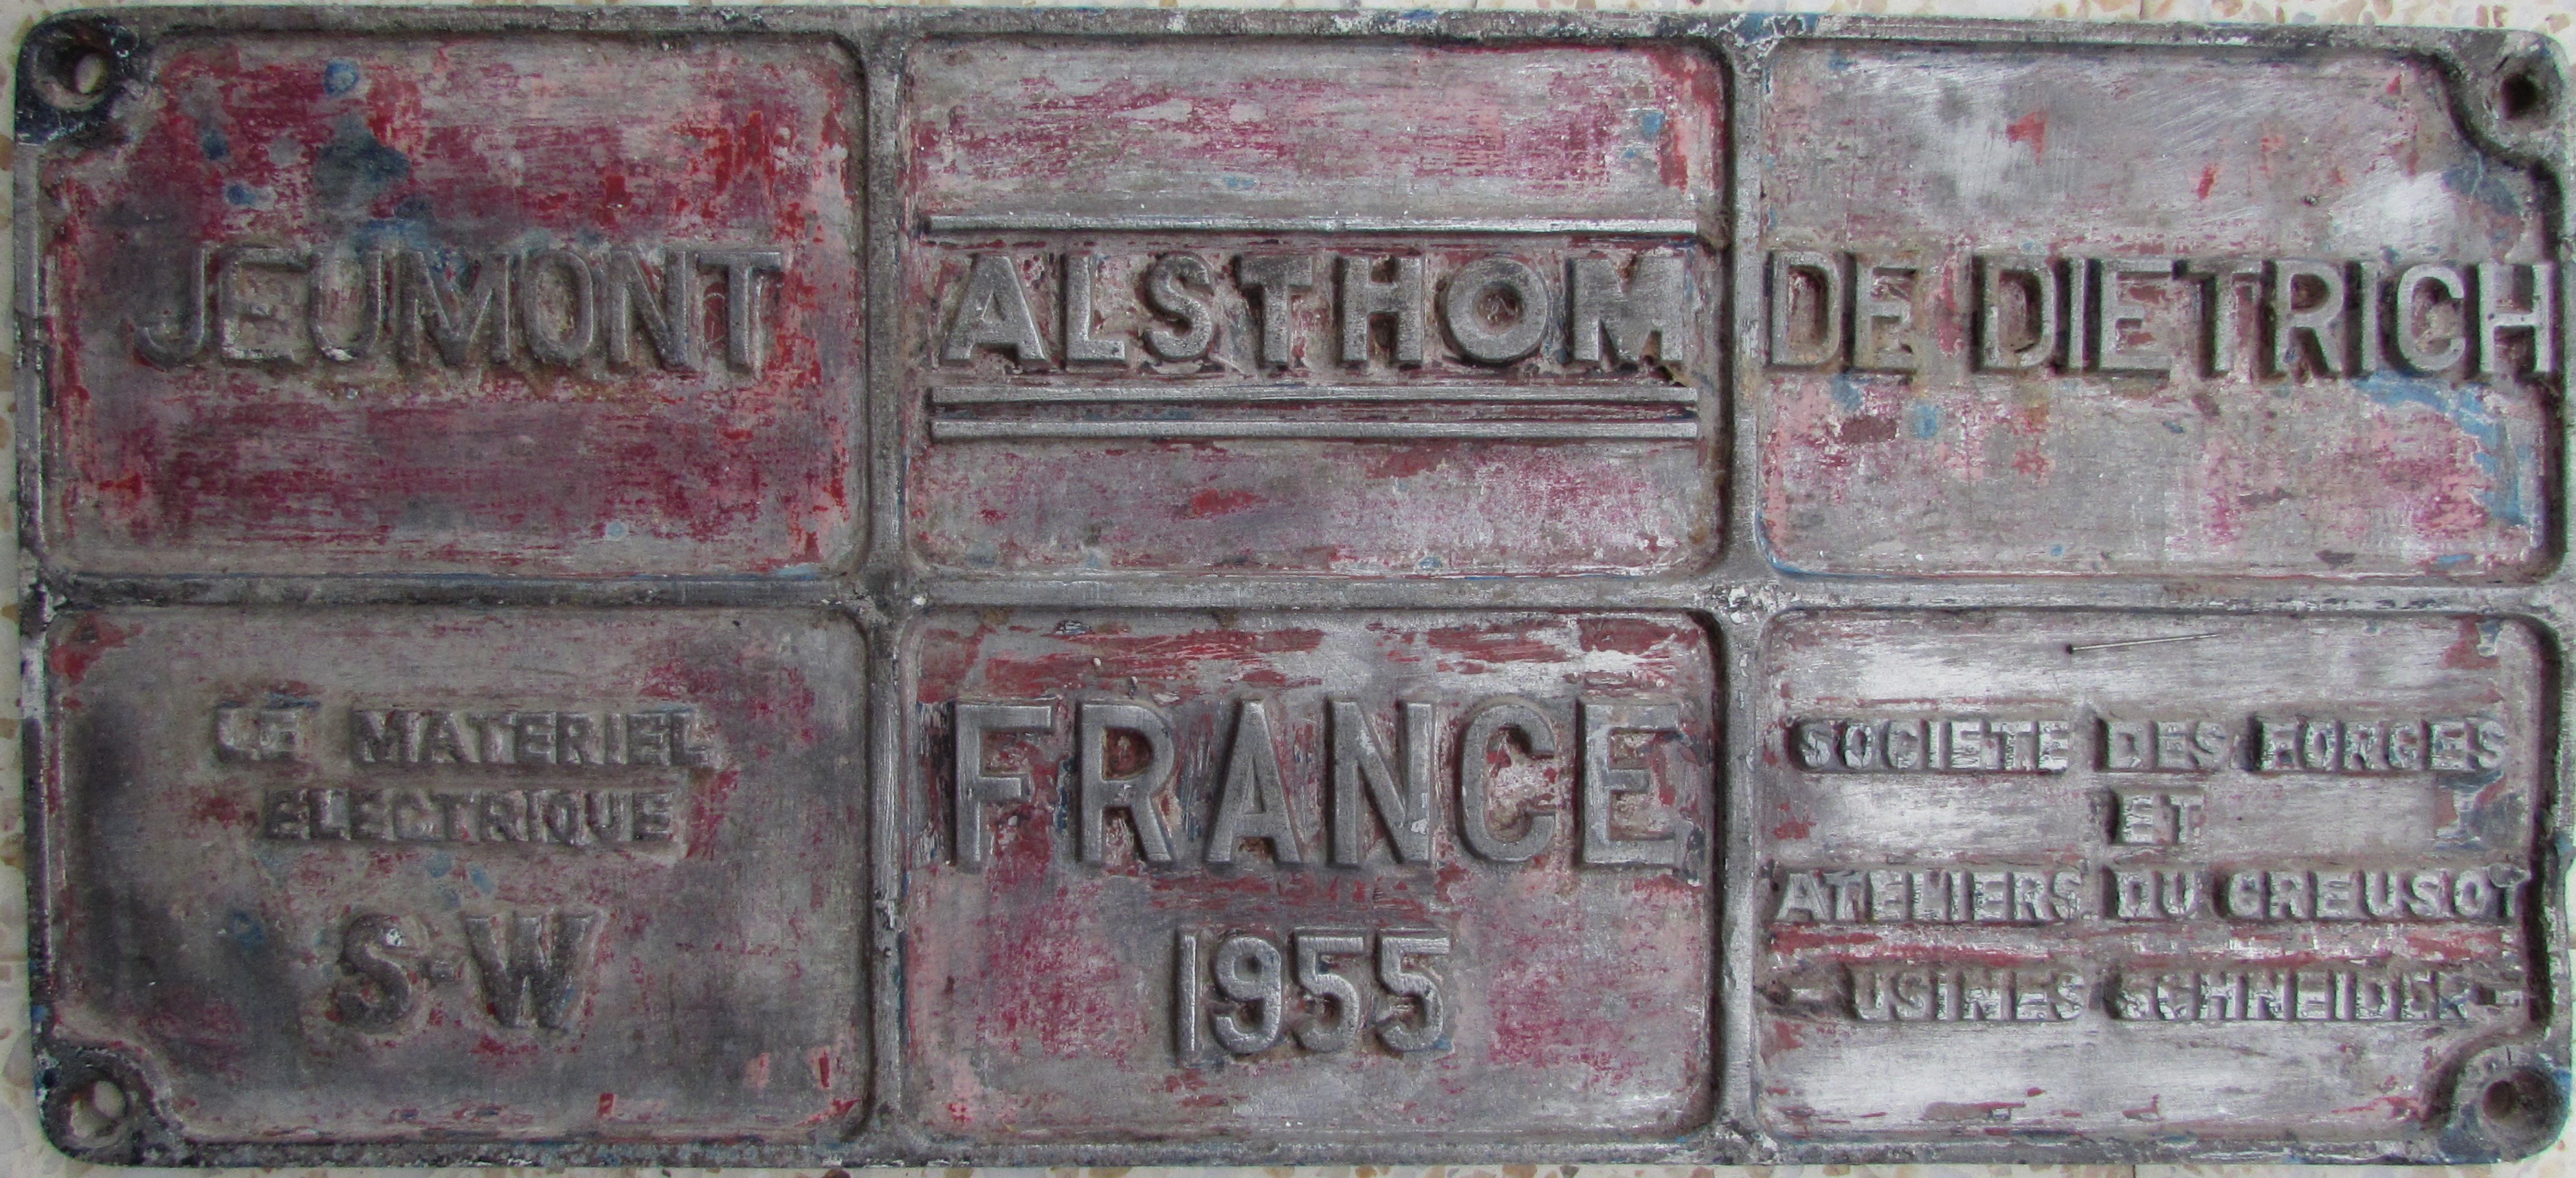 JEUMONT
ALSTHOM
DE DIETRICH
LE MATERIEL
ELECTRIQUE
S-W
FRANCE
1955
SOCIETE DES FORGES
ET
ATELIERS DU CREUSOT
- USINES SCHNEIDER -